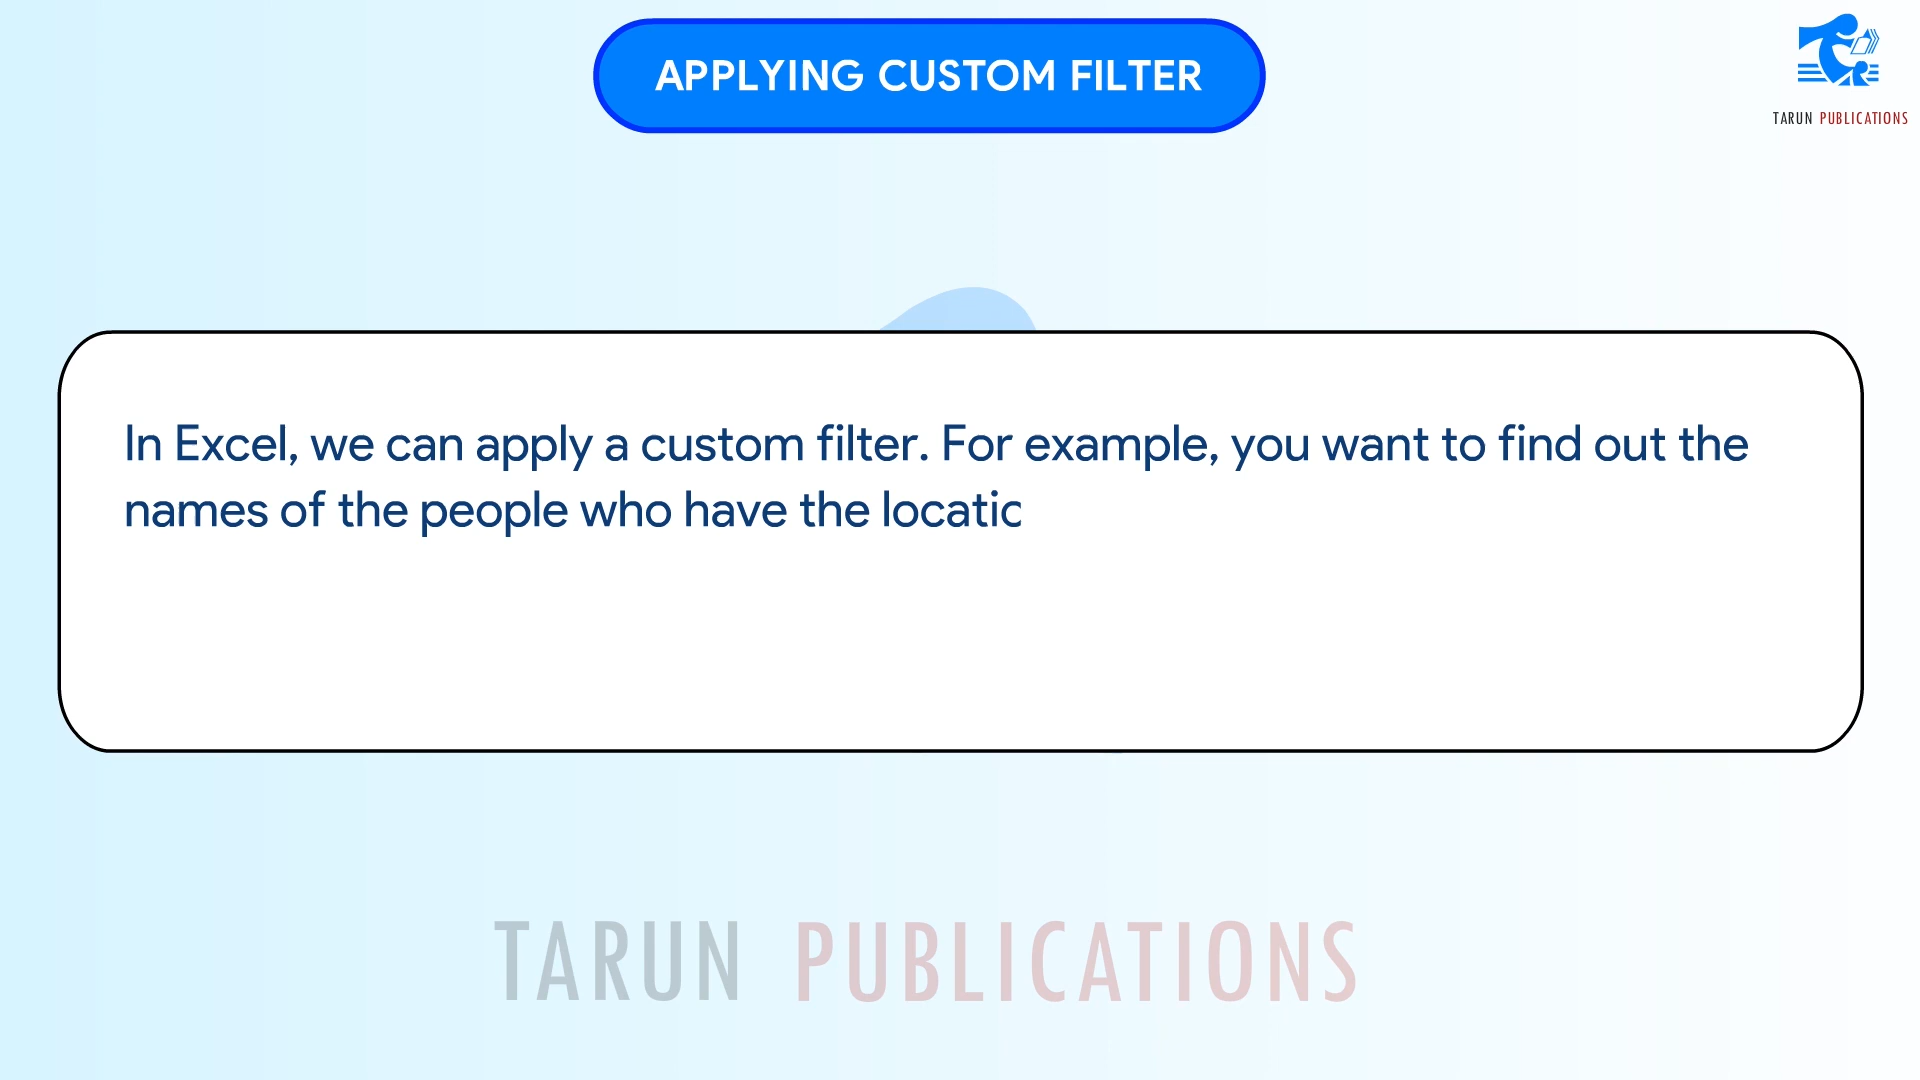 APPLYING CUSTOM FILTER
TARUN PUBLICATIONS
In Excel, we can apply a custom filter. For example, you want to find out the
names of the people who have the locatic
TARUN PUBLICATIONS